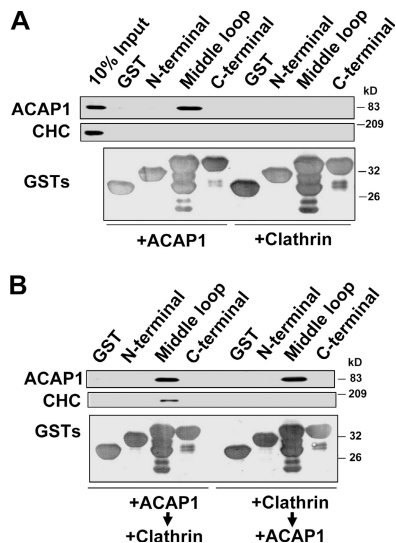 A
10% Input
GST
N-terminal
Middle loop
C-terminal
GST
N-terminal
Middle loop
C-terminal
kD
ACAP1
83
209
CHC
GSTs
32
26
+ACAP1
+Clathrin
B
GST
N-terminal
Middle loop
C-terminal
GST
N-terminal
Middle loop
C-terminal
kD
ACAP1
83
209
CHC
GSTs
32
26
+ACAP1
+Clathrin
+Clathrin
+ACAP1